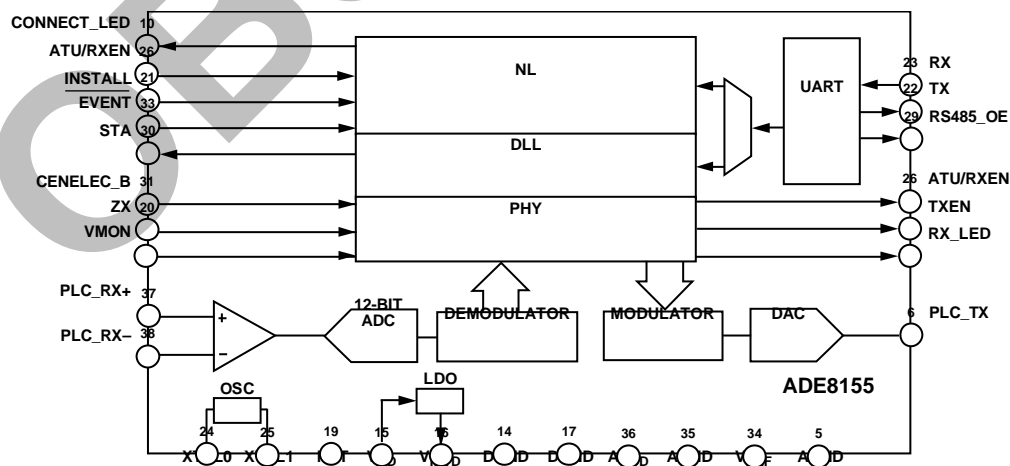 CONNECT_LED 10
ATU/RXEN 26
INSTALL 21
EVENT 33
STA 30
CENELEC_B 31
ZX 20
VMON
PLC_RX+ 37
PLC_RX– 38
NL
DLL
PHY
UART
23 RX
22 TX
29 RS485_OE
26 ATU/RXEN
TXEN
RX_LED
6 PLC_TX
+
–
12-BIT
ADC
DEMODULATOR
MODULATOR
DAC
ADE8155
OSC
LDO
24 25 19 15 16 14 17 36 35 34 5